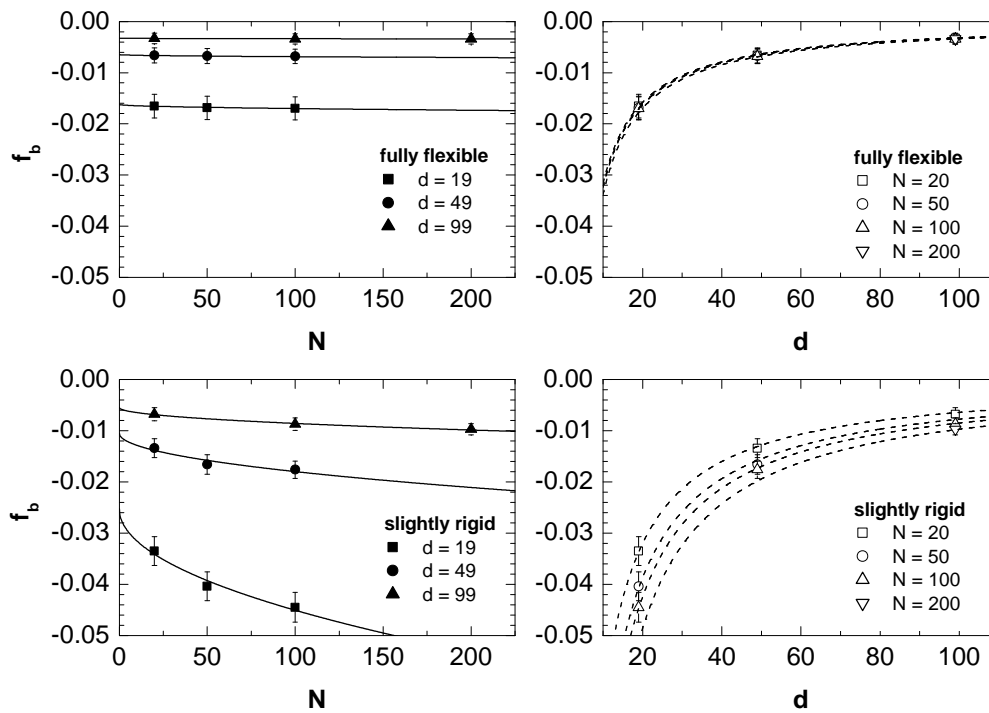 0.00
-0.01
-0.02
-0.03
-0.04
-0.05
f_b
0 50 100 150 200
N
fully flexible
d = 19
d = 49
d = 99
0.00
-0.01
-0.02
-0.03
-0.04
-0.05
20 40 60 80 100
d
fully flexible
N = 20
N = 50
N = 100
N = 200
0.00
-0.01
-0.02
-0.03
-0.04
-0.05
f_b
0 50 100 150 200
N
slightly rigid
d = 19
d = 49
d = 99
0.00
-0.01
-0.02
-0.03
-0.04
-0.05
20 40 60 80 100
d
slightly rigid
N = 20
N = 50
N = 100
N = 200